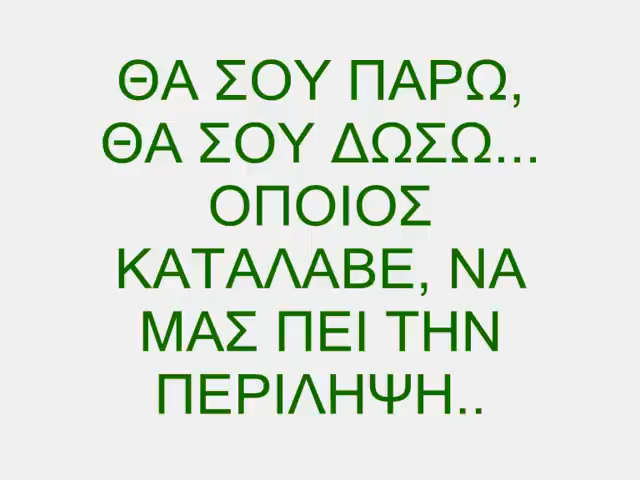 ΘΑ ΣΟΥ ΠΑΡΩ,
ΘΑ ΣΟΥ ΔΩΣΩ...
ΟΠΟΙΟΣ
ΚΑΤΑΛΑΒΕ, ΝΑ
ΜΑΣ ΠΕΙ ΤΗΝ
ΠΕΡΙΛΗΨΗ..